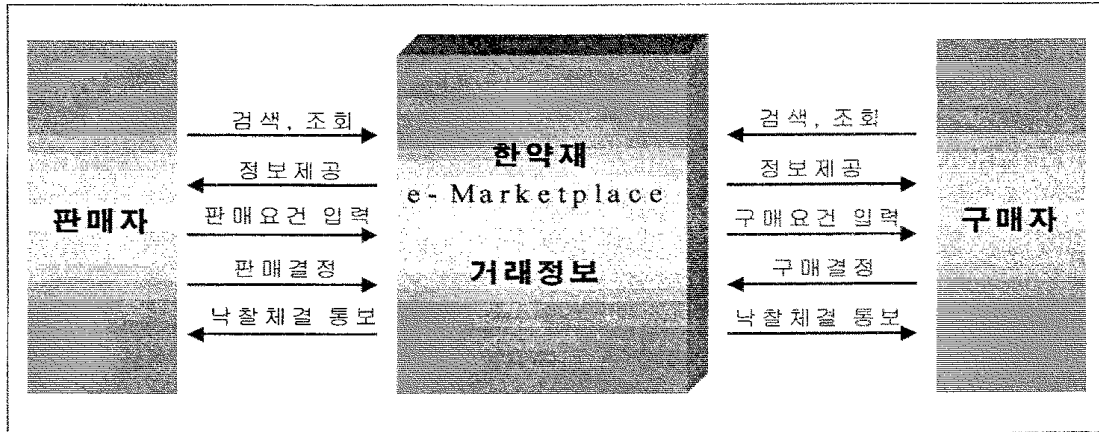 판매자
검색, 조회
정보제공
판매요건 입력
판매결정
낙찰체결 통보
한약재
e-Marketplace
거래정보
검색, 조회
정보제공
구매요건 입력
구매결정
낙찰체결 통보
구매자